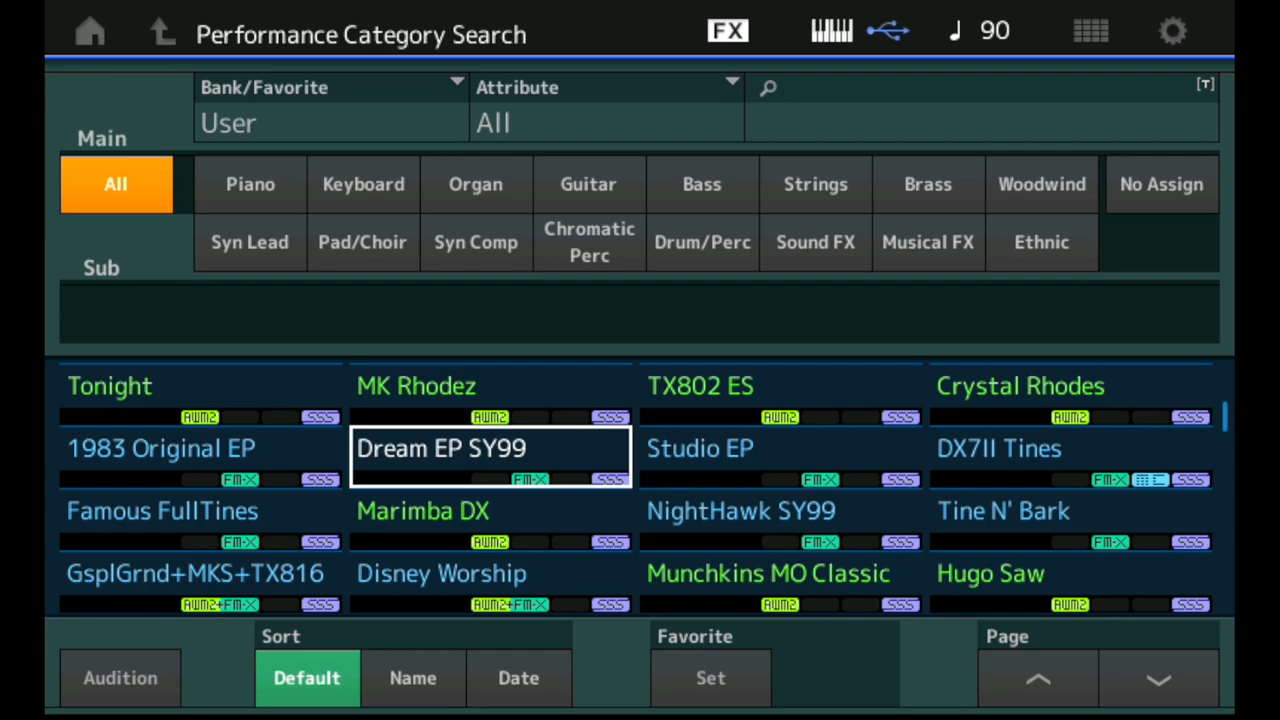 Performance Category Search FX 90
Bank/Favorite Attribute [T]
User All
Main
All Piano Keyboard Organ Guitar Bass Strings Brass Woodwind No Assign
Syn Lead Pad/Choir Syn Comp Chromatic Perc Drum/Perc Sound FX Musical FX Ethnic
Sub
Tonight MK Rhodez TX802 ES Crystal Rhodes
AWM2 SSS AWM2 SSS AWM2 SSS AWM2 SSS
1983 Original EP Dream EP SY99 Studio EP DX7II Tines
FM-X SSS FM-X SSS FM-X SSS FM-X SSS
Famous FullTines Marimba DX NightHawk SY99 Tine N' Bark
FM-X SSS AWM2 SSS FM-X SSS FM-X SSS
GsplGrnd+MKS+TX816 Disney Worship Munchkins MO Classic Hugo Saw
AWM2+FM-X SSS AWM2+FM-X SSS AWM2 SSS AWM2 SSS
Sort Favorite Page
Audition Default Name Date Set